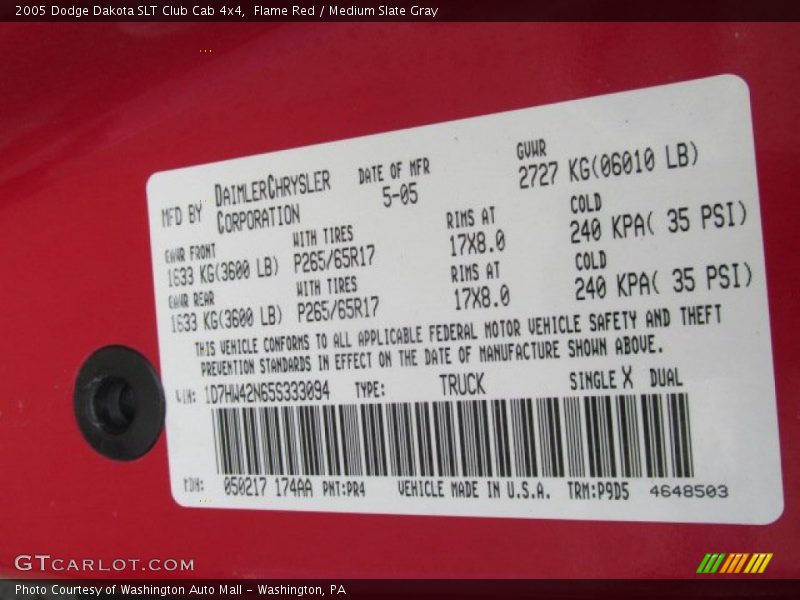 2005 Dodge Dakota SLT Club Cab 4x4,  Flame Red / Medium Slate Gray
MFD BY DAIMLERCHRYSLER CORPORATION DATE OF MFR 5-05 GVWR 2727 KG(06010 LB)
GAWR FRONT WITH TIRES RIMS AT COLD
1633 KG(3600 LB) P265/65R17 17X8.0 240 KPA( 35 PSI)
GAWR REAR WITH TIRES RIMS AT COLD
1633 KG(3600 LB) P265/65R17 17X8.0 240 KPA( 35 PSI)
THIS VEHICLE CONFORMS TO ALL APPLICABLE FEDERAL MOTOR VEHICLE SAFETY AND THEFT
PREVENTION STANDARDS IN EFFECT ON THE DATE OF MANUFACTURE SHOWN ABOVE.
VIN: 1D7HW42N65S333094 TYPE: TRUCK SINGLE X DUAL
MDH: 050217 174AA PNT:PR4 VEHICLE MADE IN U.S.A. TRM:P9D5 4648503
GTCARLOT.COM
Photo Courtesy of Washington Auto Mall - Washington, PA